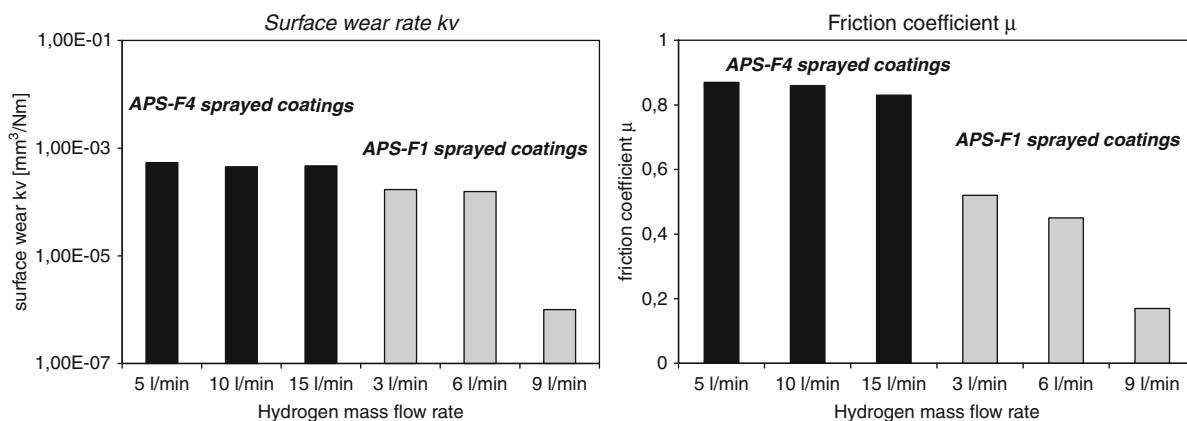 Surface wear rate kv
1,00E-01
1,00E-03
1,00E-05
1,00E-07
surface wear kv [mm³/Nm]
APS-F4 sprayed coatings
APS-F1 sprayed coatings
5 l/min 10 l/min 15 l/min 3 l/min 6 l/min 9 l/min
Hydrogen mass flow rate
Friction coefficient µ
1
0,8
0,6
0,4
0,2
0
friction coefficient µ
APS-F4 sprayed coatings
APS-F1 sprayed coatings
5 l/min 10 l/min 15 l/min 3 l/min 6 l/min 9 l/min
Hydrogen mass flow rate